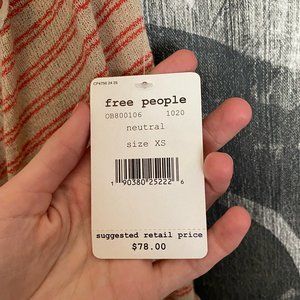 free people
OB800106 1020
neutral
size XS
1 90380 25222 6
suggested retail price
$78.00